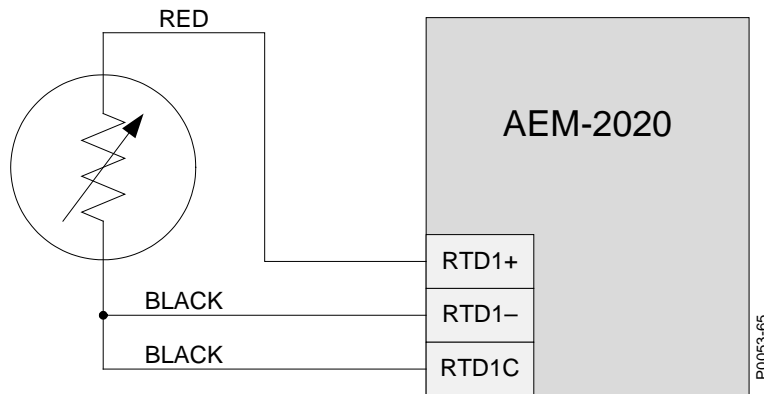 RED
AEM-2020
RTD1+
BLACK
RTD1–
BLACK
RTD1C
P0053-65